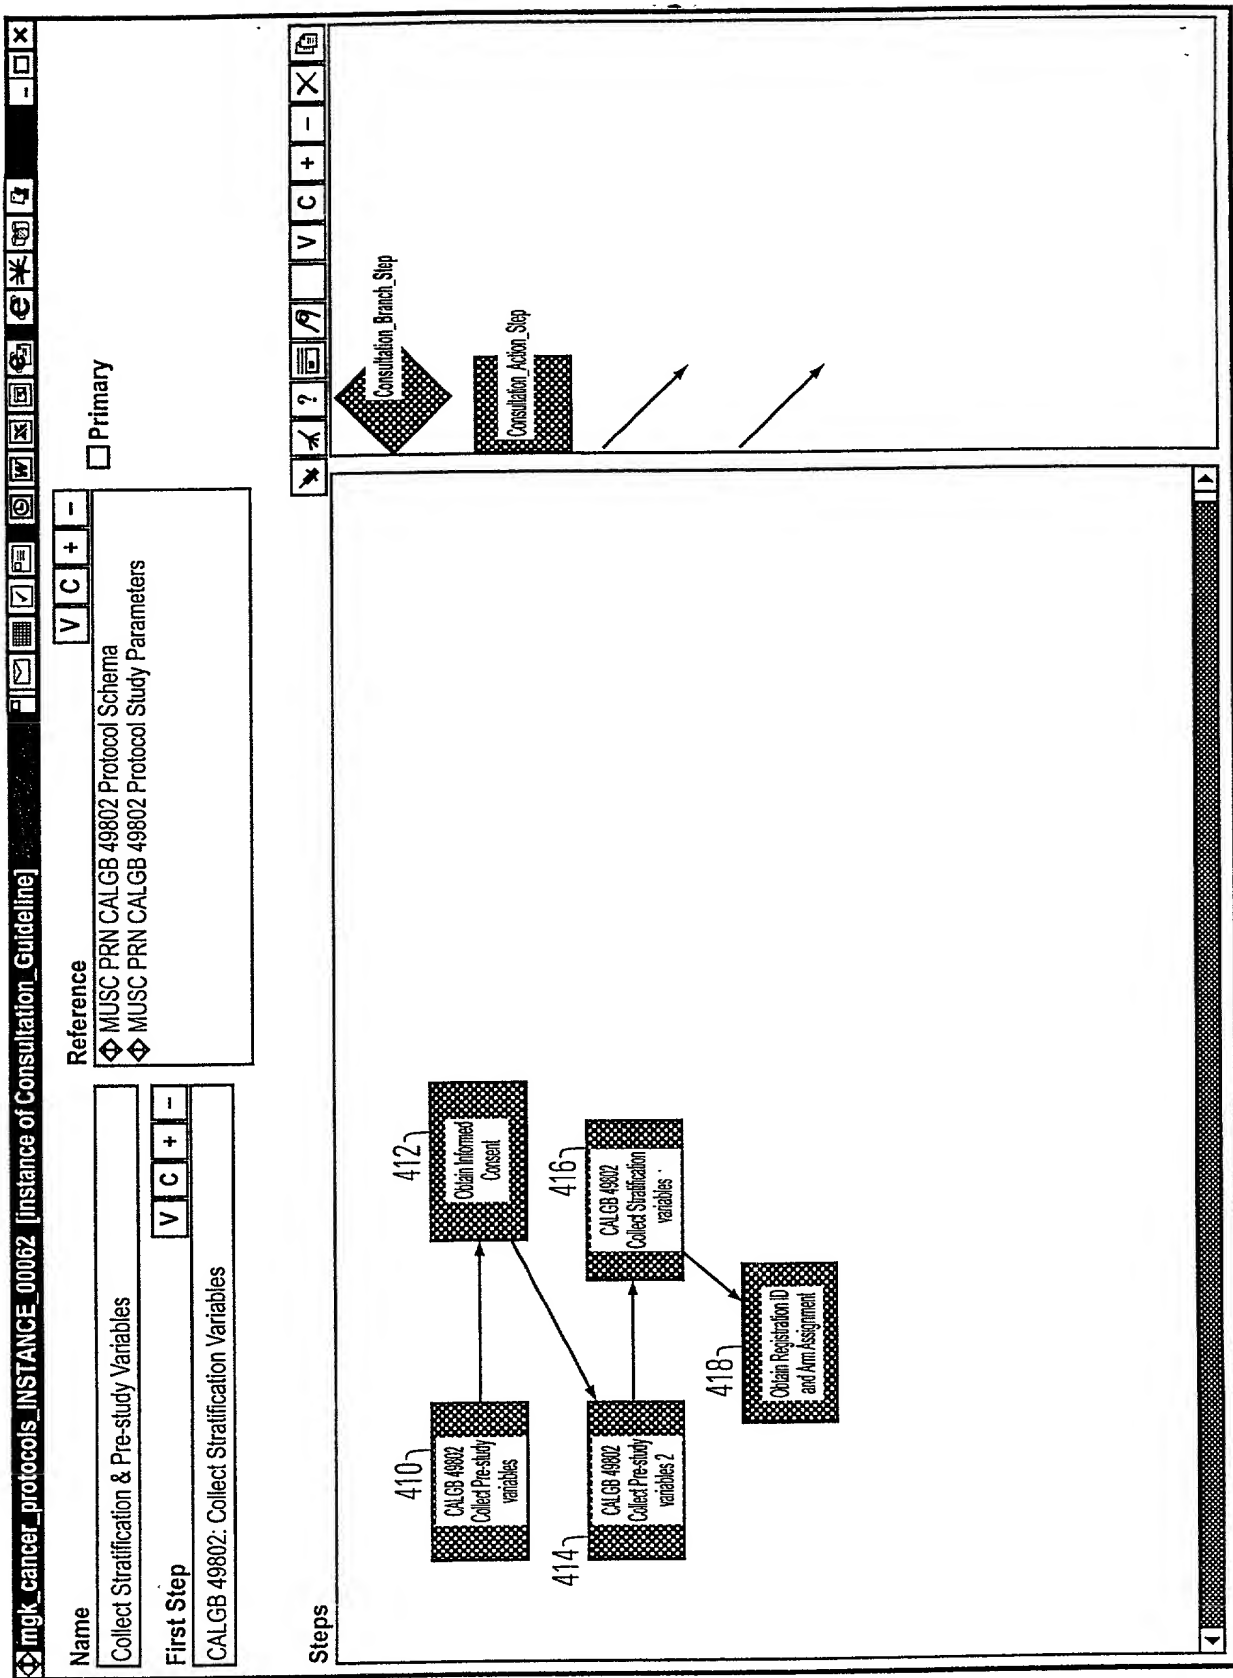 mgk_cancer_protocols_INSTANCE_00062 [instance of Consultation_Guideline]
Name
Collect Stratification & Pre-study Variables
First Step
V C + -
CALGB 49802: Collect Stratification Variables
Reference
V C + -
MUSC PRN CALGB 49802 Protocol Schema
MUSC PRN CALGB 49802 Protocol Study Parameters
Primary
Steps
? V C + -
410
CALGB 49802
Collect Pre-study
variables
412
Obtain Informed
Consent
414
CALGB 49802
Collect Pre-study
variables 2
416
CALGB 49802
Collect Stratification
variables
418
Obtain Registration ID
and Arm Assignment
Consultation_Branch_Step
Consultation_Action_Step